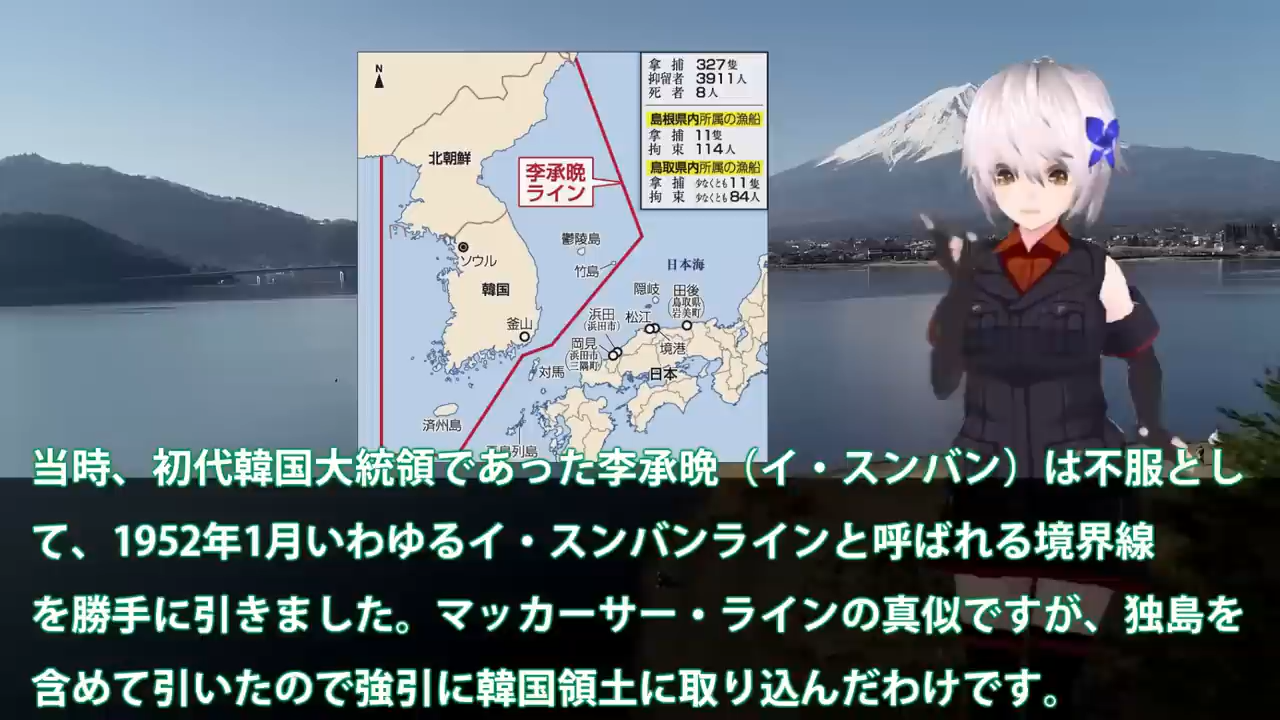 N
北朝鮮
李承晩
ライン
ソウル
韓国
釜山
済州島
鬱陵島
竹島
日本海
隠岐
田後
(鳥取県
岩美町)
浜田
(浜田市)
松江
岡見
(浜田市
三隅町)
境港
対馬
日本
島列島
拿捕 327隻
抑留者 3911人
死者 8人
島根県内所属の漁船
拿捕 11隻
拘束 114人
鳥取県内所属の漁船
拿捕 少なくとも11隻
拘束 少なくとも84人
当時、初代韓国大統領であった李承晩（イ・スンバン）は不服とし
て、1952年1月いわゆるイ・スンバンラインと呼ばれる境界線
を勝手に引きました。マッカーサー・ラインの真似ですが、独島を
含めて引いたので強引に韓国領土に取り込んだわけです。